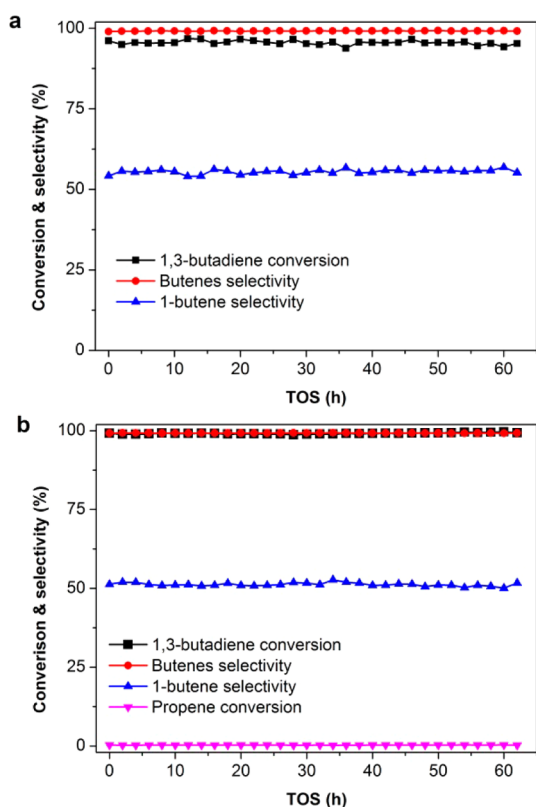 a
100
75
50
25
0
Conversion & selectivity (%)
1,3-butadiene conversion
Butenes selectivity
1-butene selectivity
0 10 20 30 40 50 60
TOS (h)
b
100
75
50
25
0
Converison & selectivity (%)
1,3-butadiene conversion
Butenes selectivity
1-butene selectivity
Propene conversion
0 10 20 30 40 50 60
TOS (h)